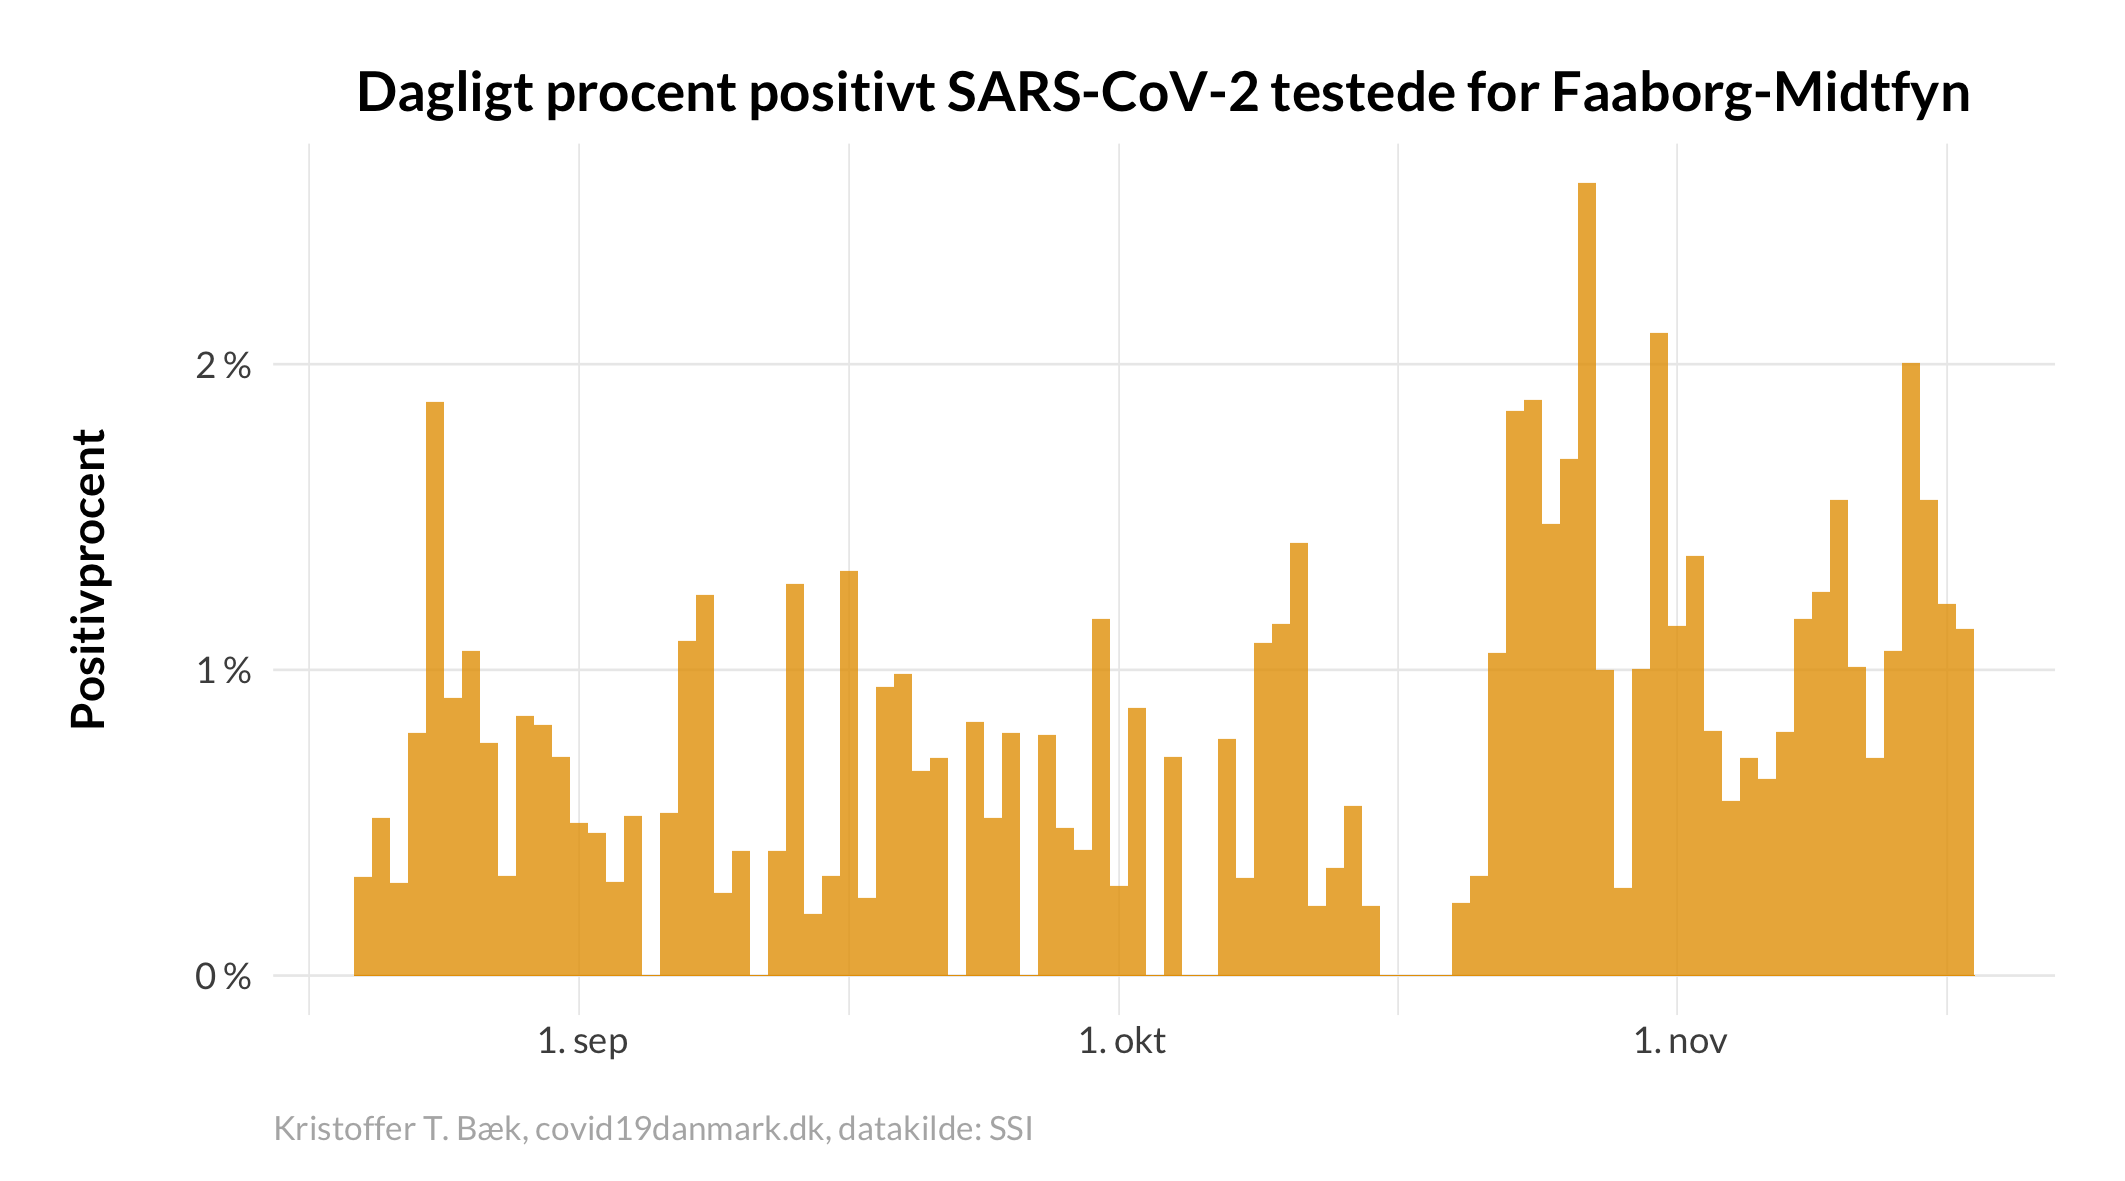 Dagligt procent positivt SARS-CoV-2 testede for Faaborg-Midtfyn
Positivprocent
2 %
1 %
0 %
1. sep
1. okt
1. nov
Kristoffer T. Bæk, covid19danmark.dk, datakilde: SSI